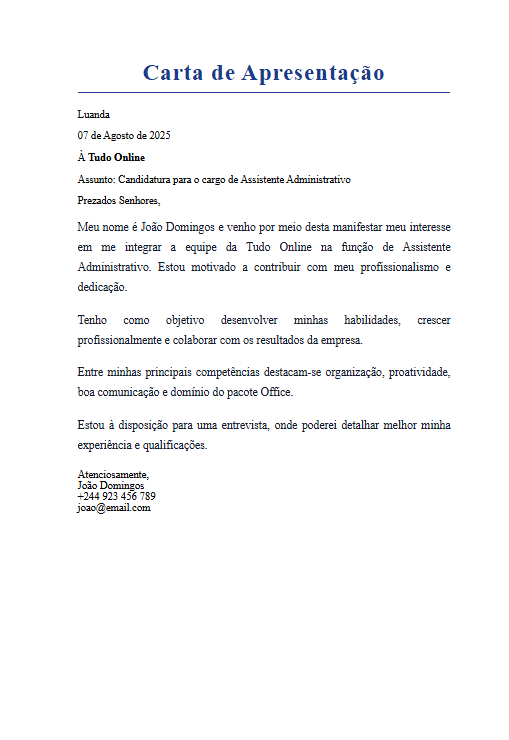 Carta de Apresentação
Luanda
07 de Agosto de 2025
À Tudo Online
Assunto: Candidatura para o cargo de Assistente Administrativo
Prezados Senhores,
Meu nome é João Domingos e venho por meio desta manifestar meu interesse
em me integrar a equipe da Tudo Online na função de Assistente
Administrativo. Estou motivado a contribuir com meu profissionalismo e
dedicação.
Tenho como objetivo desenvolver minhas habilidades, crescer
profissionalmente e colaborar com os resultados da empresa.
Entre minhas principais competências destacam-se organização, proatividade,
boa comunicação e domínio do pacote Office.
Estou à disposição para uma entrevista, onde poderei detalhar melhor minha
experiência e qualificações.
Atenciosamente,
João Domingos
+244 923 456 789
joao@email.com